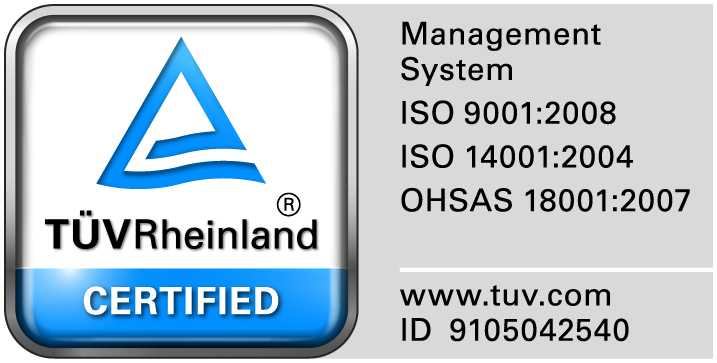 ®
TÜVRheinland
CERTIFIED
Management
System
ISO 9001:2008
ISO 14001:2004
OHSAS 18001:2007
www.tuv.com
ID 9105042540